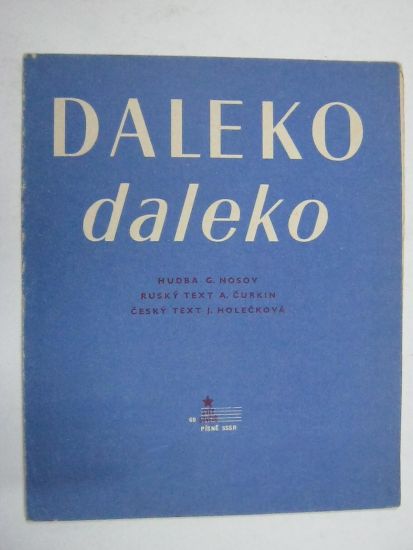 DALEKO
daleko
HUDBA G. NOSOV
RUSKÝ TEXT A. ČURKIN
ČESKÝ TEXT J. HOLEČKOVÁ
PÍSNĚ SSSR